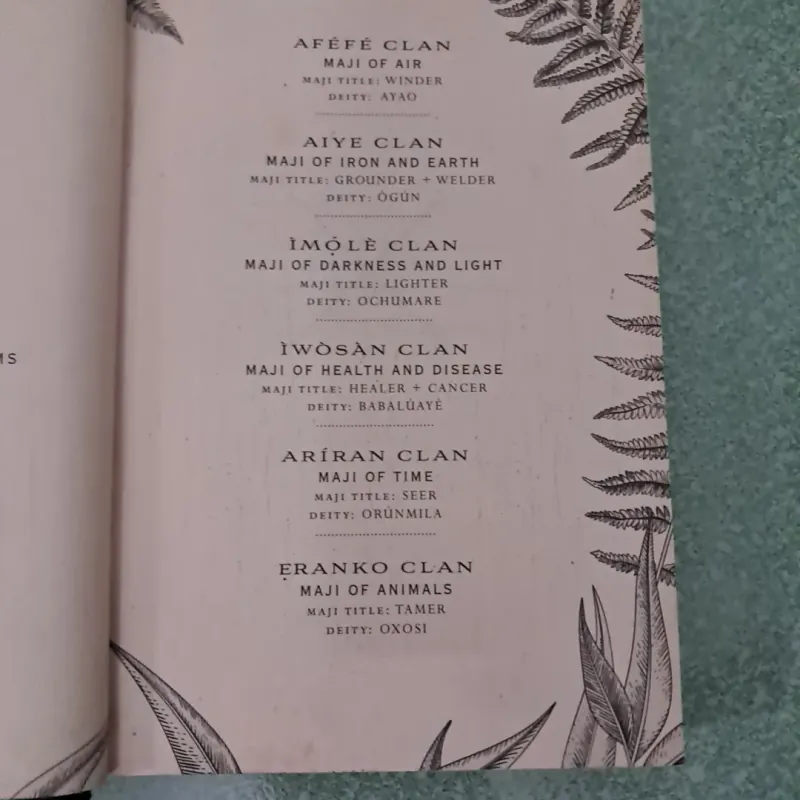 MS
AFÉFÉ CLAN
MAJI OF AIR
MAJI TITLE: WINDER
DEITY: AYAO
AIYE CLAN
MAJI OF IRON AND EARTH
MAJI TITLE: GROUNDER + WELDER
DEITY: ÒGÚN
ÌMỌ́LẸ̀ CLAN
MAJI OF DARKNESS AND LIGHT
MAJI TITLE: LIGHTER
DEITY: OCHUMARE
ÌWÒSÀN CLAN
MAJI OF HEALTH AND DISEASE
MAJI TITLE: HEALER + CANCER
DEITY: BABALÚAYÉ
ARÍRAN CLAN
MAJI OF TIME
MAJI TITLE: SEER
DEITY: ORÚNMILA
ẸRANKO CLAN
MAJI OF ANIMALS
MAJI TITLE: TAMER
DEITY: OXOSI